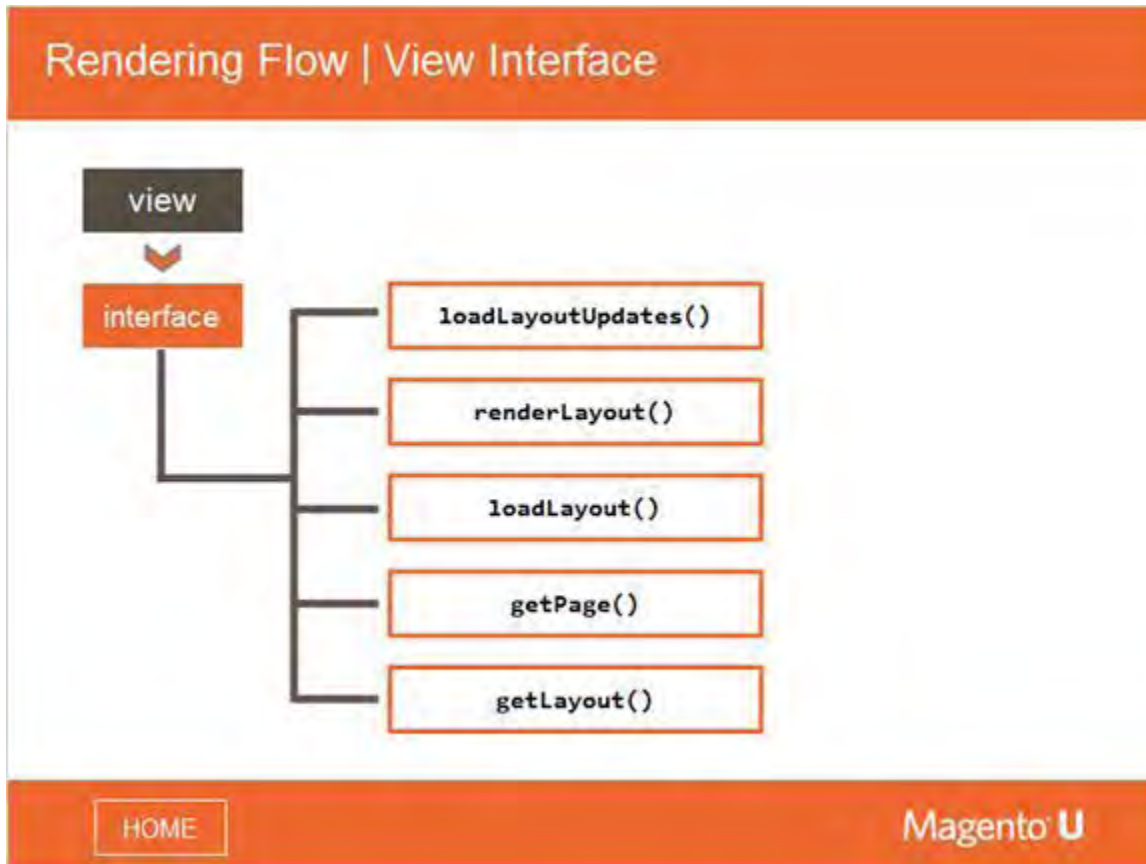 Rendering Flow | View Interface
view
interface
loadLayoutUpdates()
renderLayout()
loadLayout()
getPage()
getLayout()
HOME
Magento U